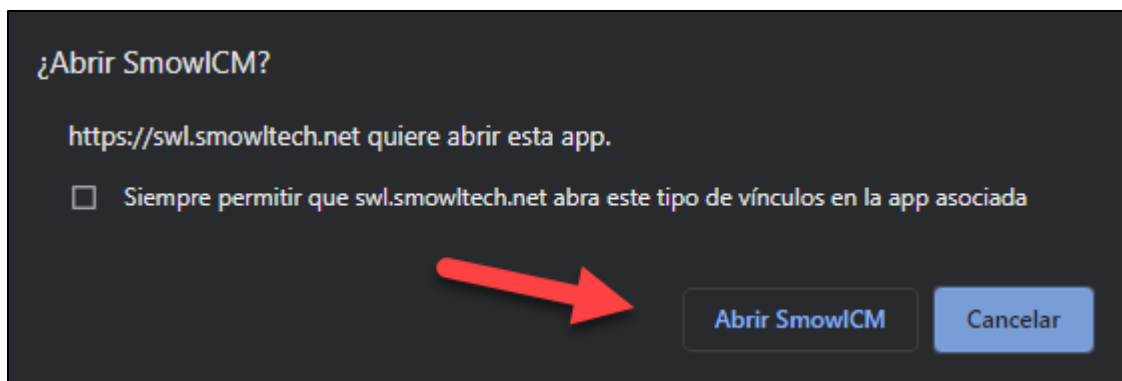 ¿Abrir SmowlCM?
https://swl.smowltech.net quiere abrir esta app.
Siempre permitir que swl.smowltech.net abra este tipo de vínculos en la app asociada
Abrir SmowlCM
Cancelar